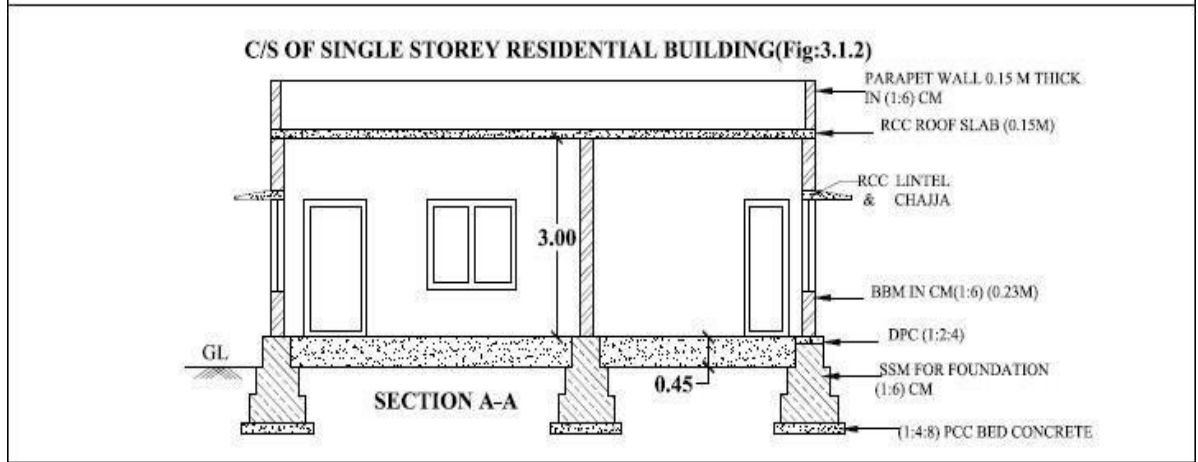 C/S OF SINGLE STOREY RESIDENTIAL BUILDING(Fig:3.1.2)
PARAPET WALL 0.15 M THICK
IN (1:6) CM
RCC ROOF SLAB (0.15M)
RCC LINTEL
& CHAJJA
3.00
BBM IN CM(1:6) (0.23M)
DPC (1:2:4)
GL
SSM FOR FOUNDATION
(1:6) CM
0.45
SECTION A-A
(1:4:8) PCC BED CONCRETE